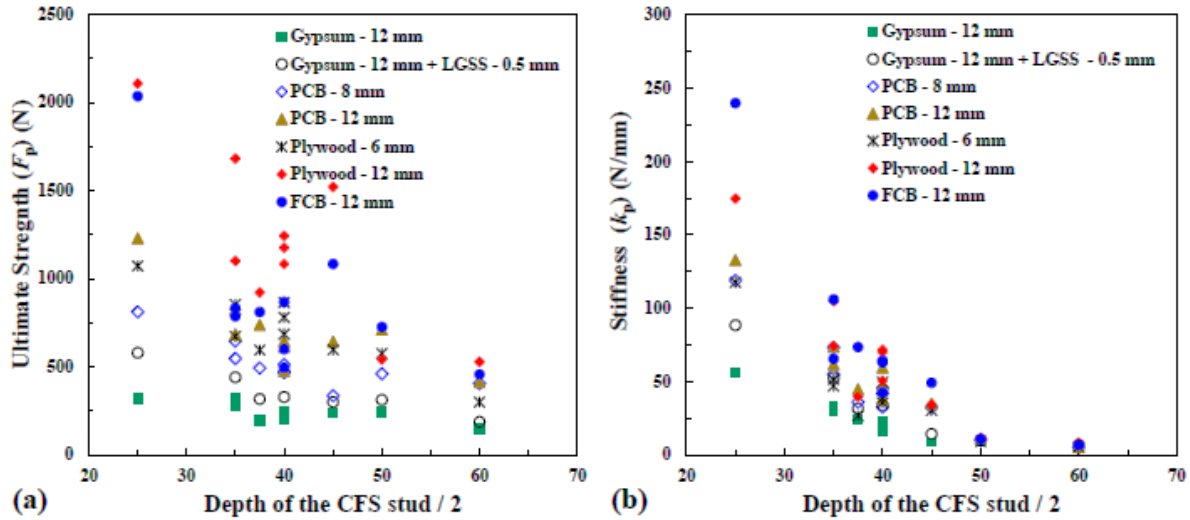 2500
2000
1500
1000
500
0
Ultimate Stregnth (Fp) (N)
Gypsum - 12 mm
Gypsum - 12 mm + LGSS - 0.5 mm
PCB - 8 mm
PCB - 12 mm
Plywood - 6 mm
Plywood - 12 mm
FCB - 12 mm
20 30 40 50 60 70
(a) Depth of the CFS stud / 2
300
250
200
150
100
50
0
Stiffness (kp) (N/mm)
Gypsum - 12 mm
Gypsum - 12 mm + LGSS - 0.5 mm
PCB - 8 mm
PCB - 12 mm
Plywood - 6 mm
Plywood - 12 mm
FCB - 12 mm
20 30 40 50 60 70
(b) Depth of the CFS stud / 2